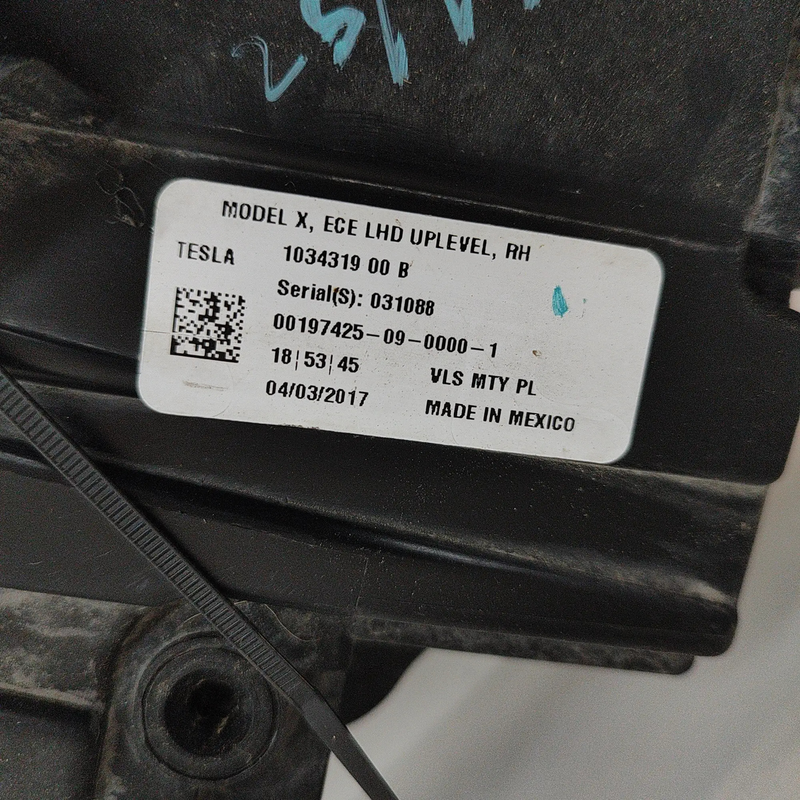 MODEL X, ECE LHD UPLEVEL, RH
TESLA 1034319 00 B
Serial(S): 031088
00197425-09-0000-1
18¦53¦45 VLS MTY PL
04/03/2017 MADE IN MEXICO